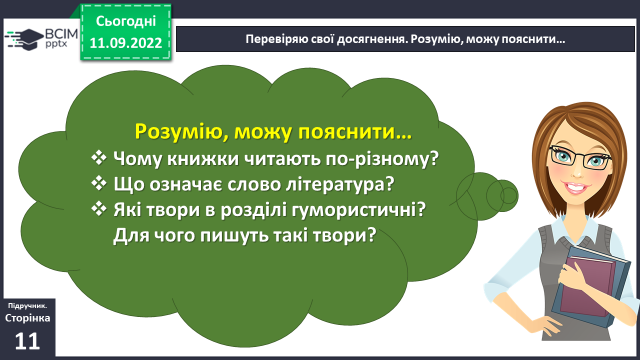 ВСІМ
pptx
Сьогодні
11.09.2022
Перевіряю свої досягнення. Розумію, можу пояснити…
Розумію, можу пояснити…
❖ Чому книжки читають по-різному?
❖ Що означає слово література?
❖ Які твори в розділі гумористичні?
Для чого пишуть такі твори?
Підручник.
Сторінка
11